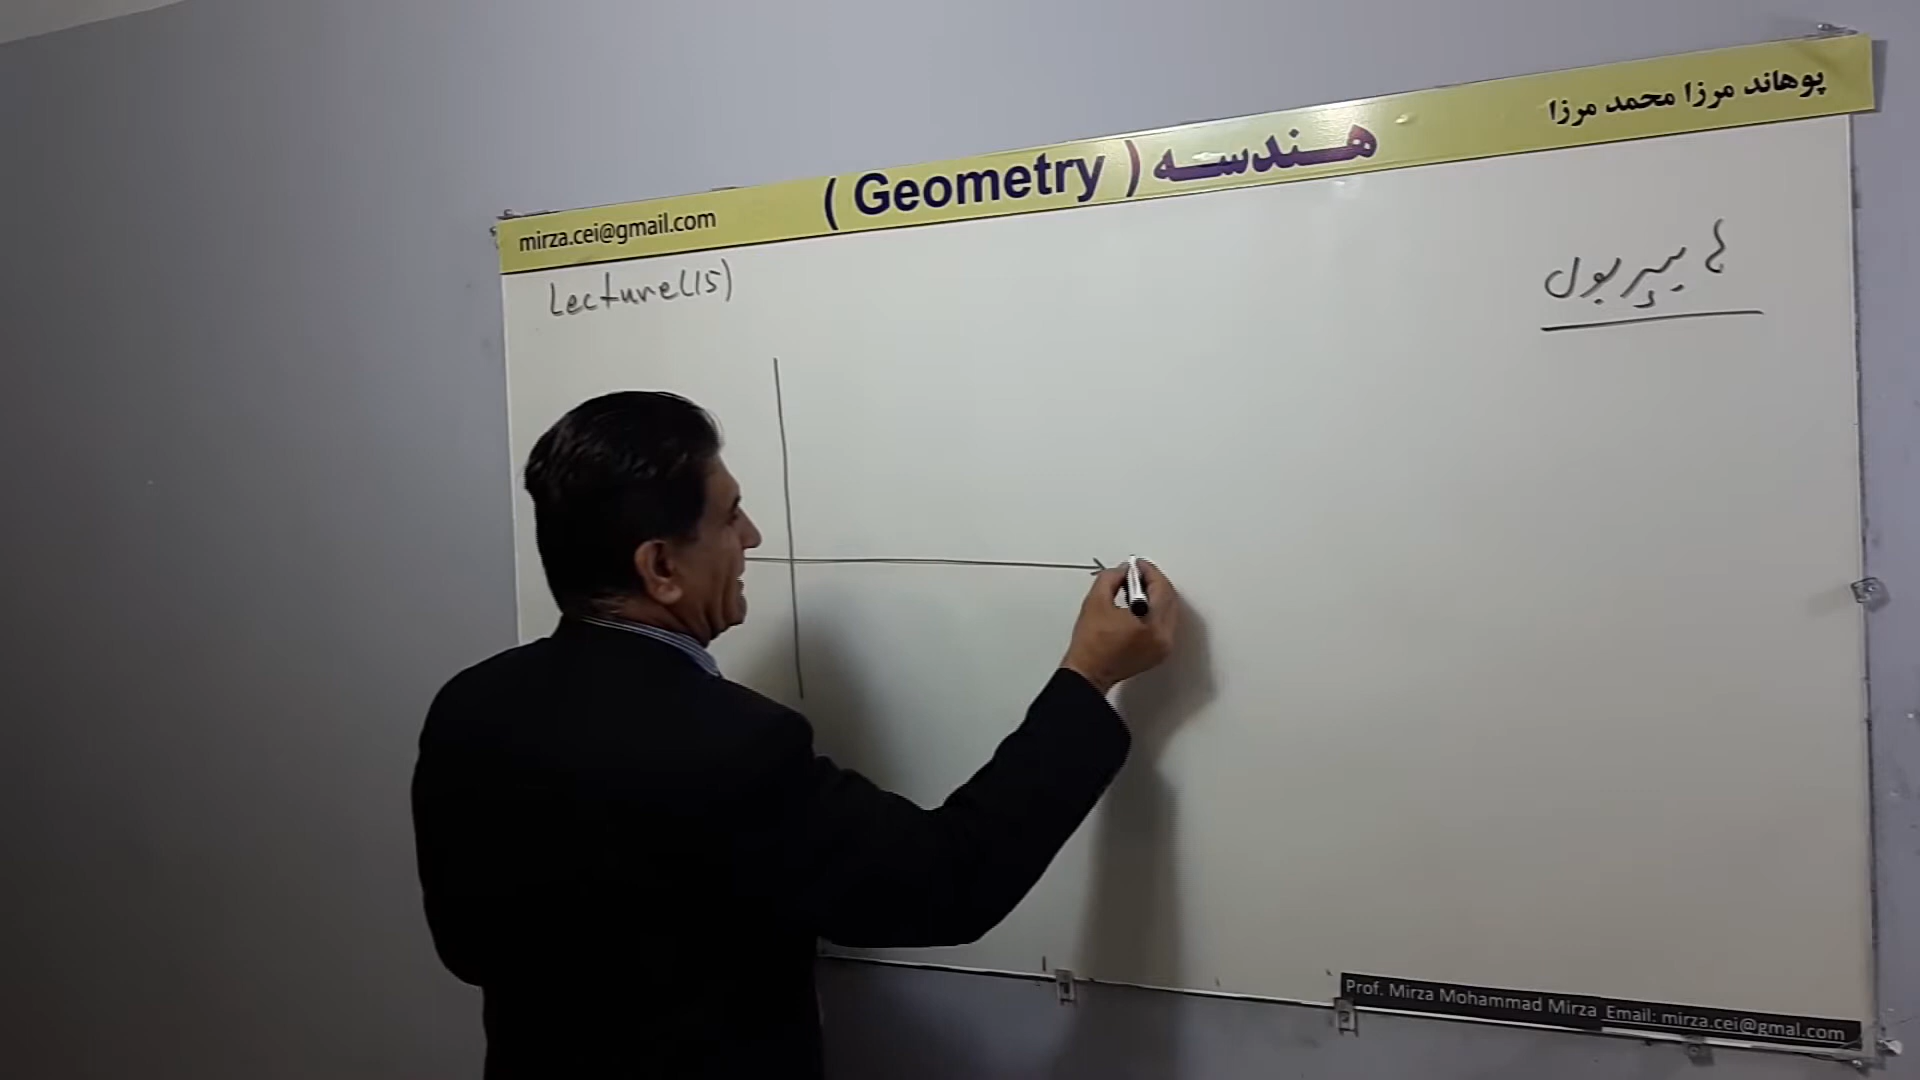 پوهاند مرزا محمد مرزا
هندسه ( Geometry )
mirza.cei@gmail.com
Lecture(15)
هایپربول
Prof. Mirza Mohammad Mirza Email: mirza.cei@gmal.com